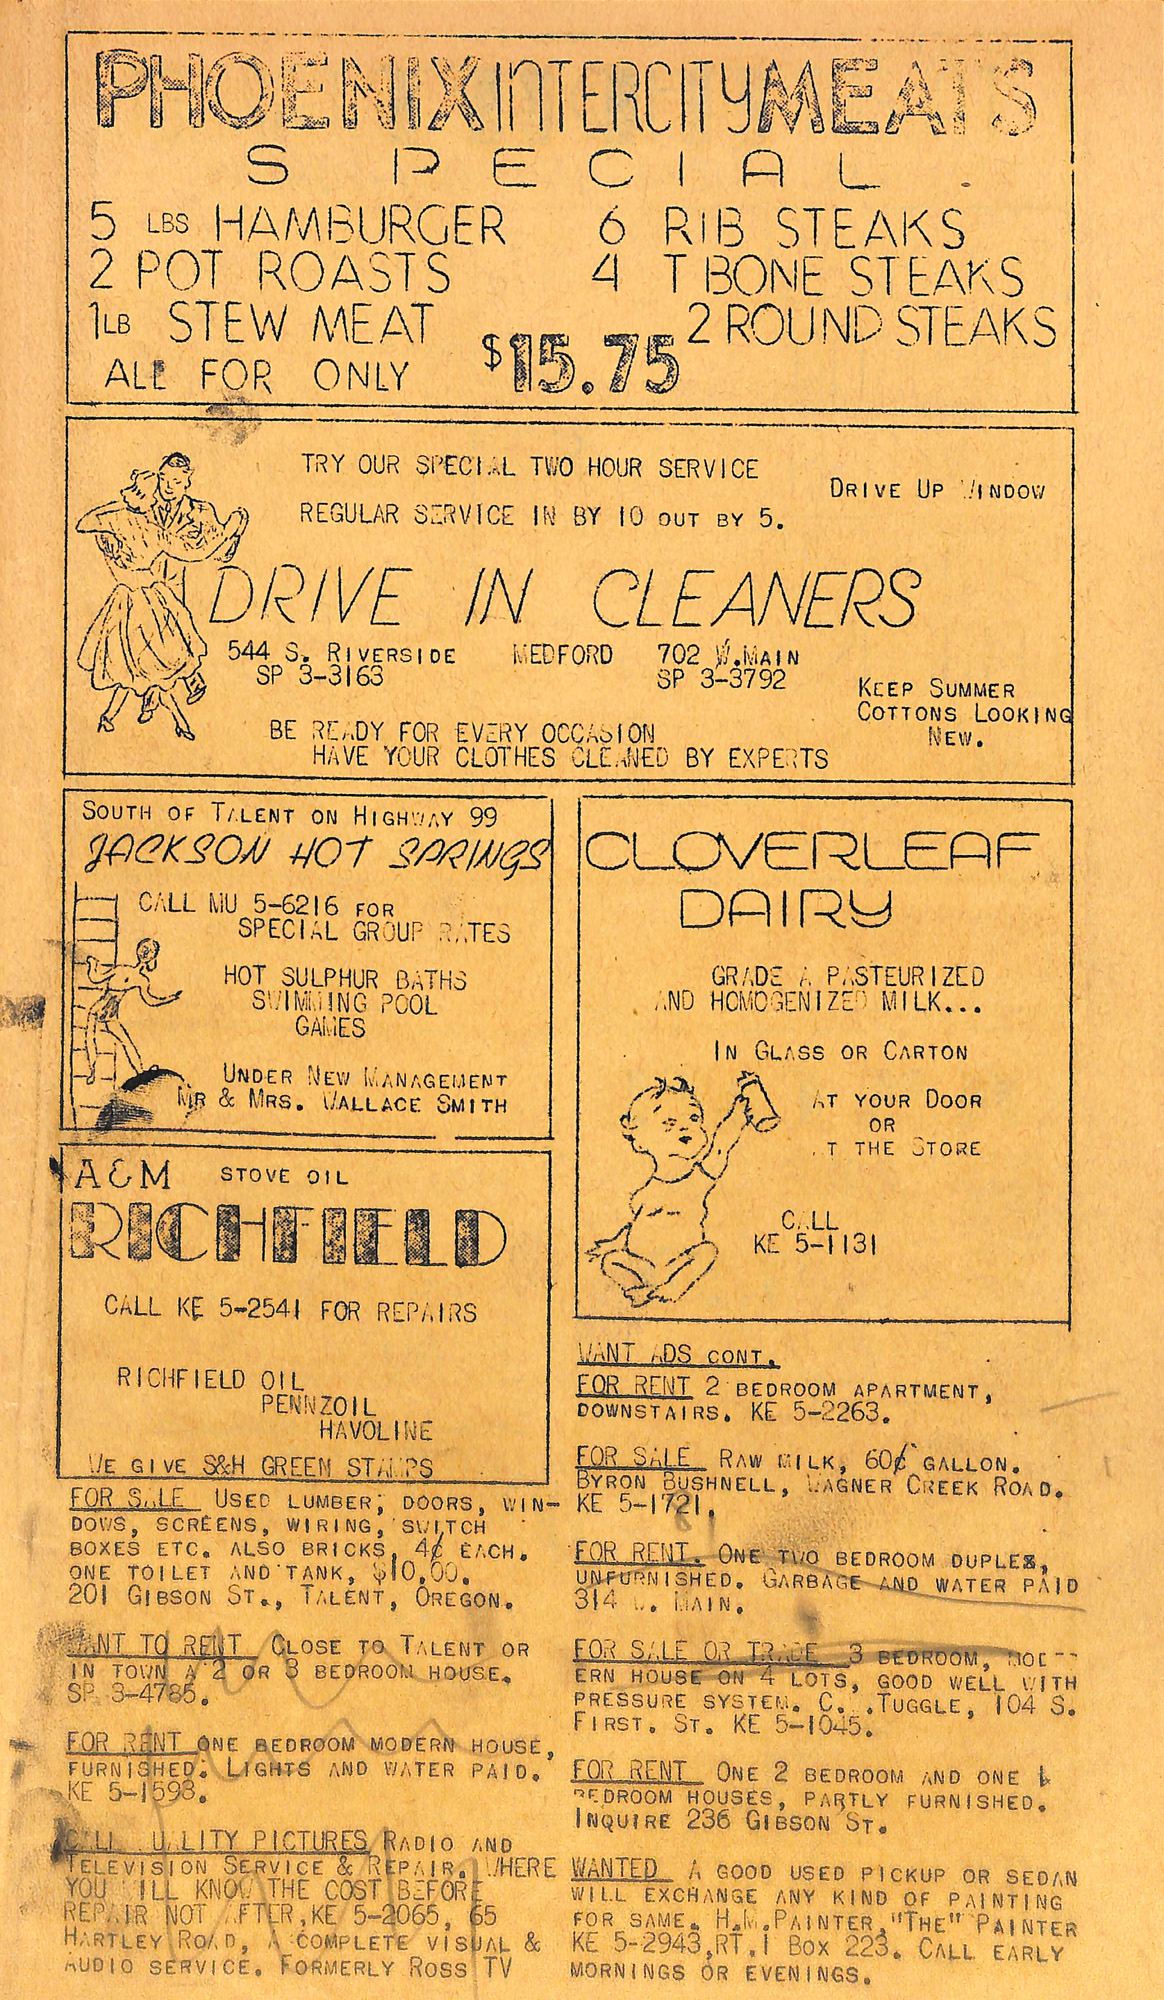 PHOENIX INTERCITY MEATS
SPECIAL
5 LBS HAMBURGER 6 RIB STEAKS
2 POT ROASTS 4 T BONE STEAKS
1LB STEW MEAT 2 ROUND STEAKS
ALL FOR ONLY $15.75
TRY OUR SPECIAL TWO HOUR SERVICE
DRIVE UP WINDOW
REGULAR SERVICE IN BY 10 OUT BY 5.
DRIVE IN CLEANERS
544 S. RIVERSIDE MEDFORD 702 W.MAIN
SP 3-3163 SP 3-3792
KEEP SUMMER
COTTONS LOOKING
NEW.
BE READY FOR EVERY OCCASION
HAVE YOUR CLOTHES CLEANED BY EXPERTS
SOUTH OF TALENT ON HIGHWAY 99
JACKSON HOT SPRINGS
CALL MU 5-6216 FOR
SPECIAL GROUP RATES
HOT SULPHUR BATHS
SWIMMING POOL
GAMES
UNDER NEW MANAGEMENT
MR & MRS. WALLACE SMITH
A&M STOVE OIL
RICHFIELD
CALL KE 5-2541 FOR REPAIRS
RICHFIELD OIL
PENNZOIL
HAVOLINE
WE GIVE S&H GREEN STAMPS
FOR SALE USED LUMBER, DOORS, WIN-
DOWS, SCREENS, WIRING, SWITCH
BOXES ETC. ALSO BRICKS, 4¢ EACH.
ONE TOILET AND TANK, $10.00.
201 GIBSON ST., TALENT, OREGON.
WANT TO RENT CLOSE TO TALENT OR
IN TOWN A 2 OR 3 BEDROOM HOUSE.
SP 3-4785.
FOR RENT ONE BEDROOM MODERN HOUSE,
FURNISHED. LIGHTS AND WATER PAID.
KE 5-1593.
CALL QUALITY PICTURES RADIO AND
TELEVISION SERVICE & REPAIR. WHERE
YOU WILL KNOW THE COST BEFORE
REPAIR NOT AFTER, KE 5-2065, 65
HARTLEY ROAD, A COMPLETE VISUAL &
AUDIO SERVICE. FORMERLY ROSS TV
CLOVERLEAF
DAIRY
GRADE A PASTEURIZED
AND HOMOGENIZED MILK...
IN GLASS OR CARTON
AT YOUR DOOR
OR
AT THE STORE
CALL
KE 5-1131
WANT ADS CONT.
FOR RENT 2 BEDROOM APARTMENT,
DOWNSTAIRS. KE 5-2263.
FOR SALE RAW MILK, 60¢ GALLON.
BYRON BUSHNELL, WAGNER CREEK ROAD.
KE 5-1721.
FOR RENT. ONE TWO BEDROOM DUPLEX,
UNFURNISHED. GARBAGE AND WATER PAID
314 W. MAIN.
FOR SALE OR TRADE 3 BEDROOM, MOD-
ERN HOUSE ON 4 LOTS, GOOD WELL WITH
PRESSURE SYSTEM. C. TUGGLE, 104 S.
FIRST. ST. KE 5-1045.
FOR RENT ONE 2 BEDROOM AND ONE 1
BEDROOM HOUSES, PARTLY FURNISHED.
INQUIRE 236 GIBSON ST.
WANTED A GOOD USED PICKUP OR SEDAN
WILL EXCHANGE ANY KIND OF PAINTING
FOR SAME. H.M.PAINTER, "THE" PAINTER
KE 5-2943, RT.1 BOX 223. CALL EARLY
MORNINGS OR EVENINGS.